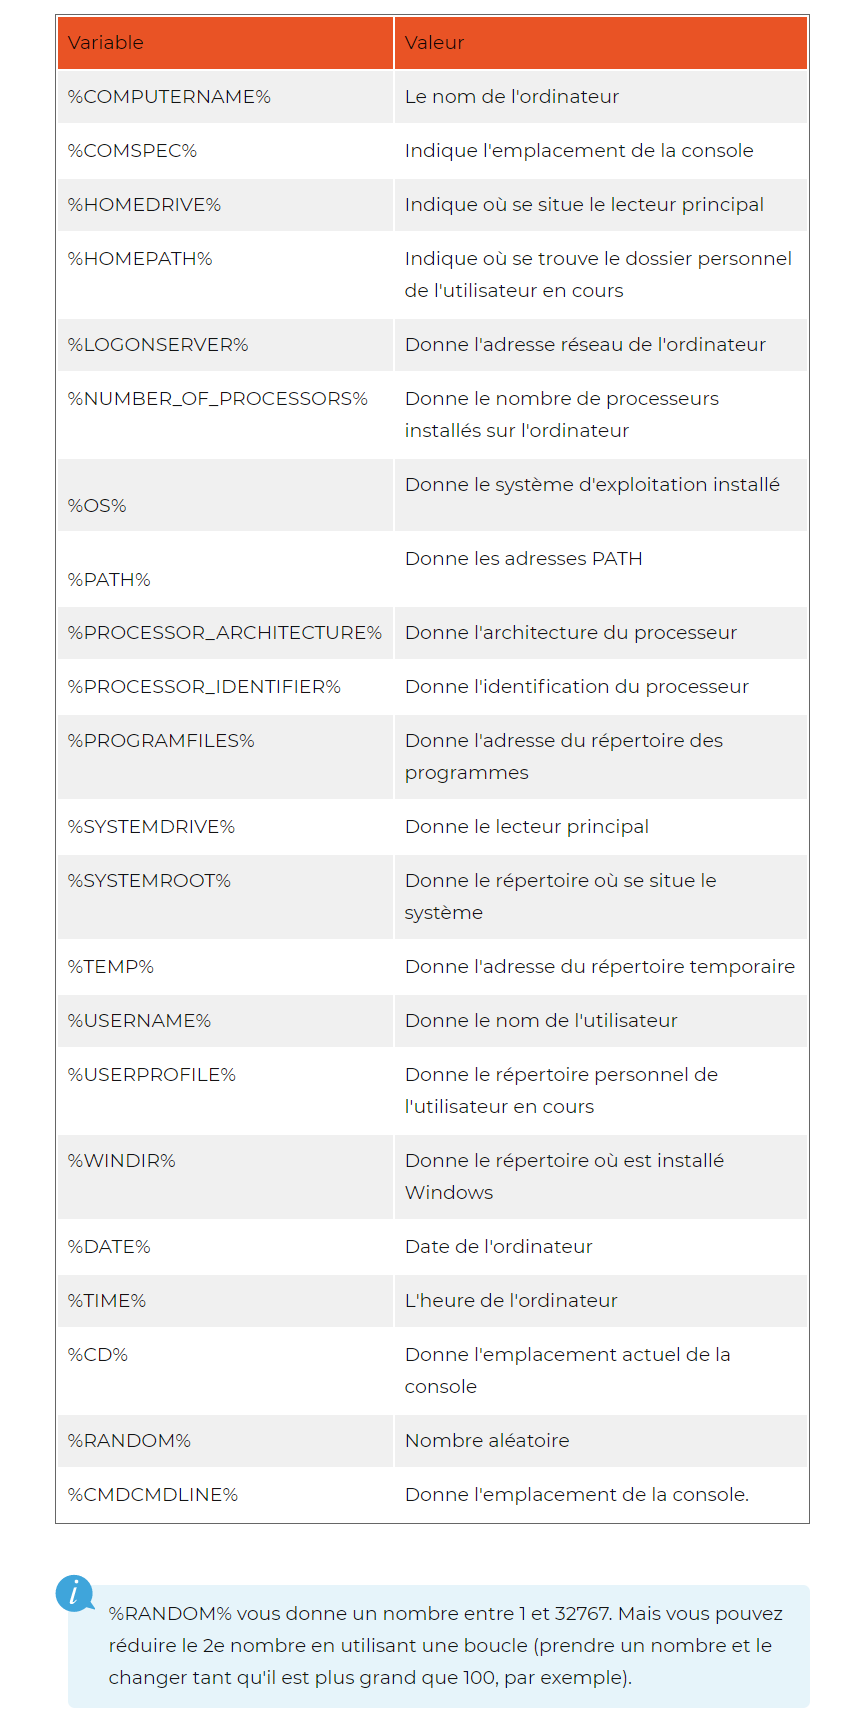 Variable Valeur
%COMPUTERNAME% Le nom de l'ordinateur
%COMSPEC% Indique l'emplacement de la console
%HOMEDRIVE% Indique où se situe le lecteur principal
%HOMEPATH% Indique où se trouve le dossier personnel
de l'utilisateur en cours
%LOGONSERVER% Donne l'adresse réseau de l'ordinateur
%NUMBER_OF_PROCESSORS% Donne le nombre de processeurs
installés sur l'ordinateur
%OS% Donne le système d'exploitation installé
%PATH% Donne les adresses PATH
%PROCESSOR_ARCHITECTURE% Donne l'architecture du processeur
%PROCESSOR_IDENTIFIER% Donne l'identification du processeur
%PROGRAMFILES% Donne l'adresse du répertoire des
programmes
%SYSTEMDRIVE% Donne le lecteur principal
%SYSTEMROOT% Donne le répertoire où se situe le
système
%TEMP% Donne l'adresse du répertoire temporaire
%USERNAME% Donne le nom de l'utilisateur
%USERPROFILE% Donne le répertoire personnel de
l'utilisateur en cours
%WINDIR% Donne le répertoire où est installé
Windows
%DATE% Date de l'ordinateur
%TIME% L'heure de l'ordinateur
%CD% Donne l'emplacement actuel de la
console
%RANDOM% Nombre aléatoire
%CMDCMDLINE% Donne l'emplacement de la console.
i
%RANDOM% vous donne un nombre entre 1 et 32767. Mais vous pouvez
réduire le 2e nombre en utilisant une boucle (prendre un nombre et le
changer tant qu'il est plus grand que 100, par exemple).